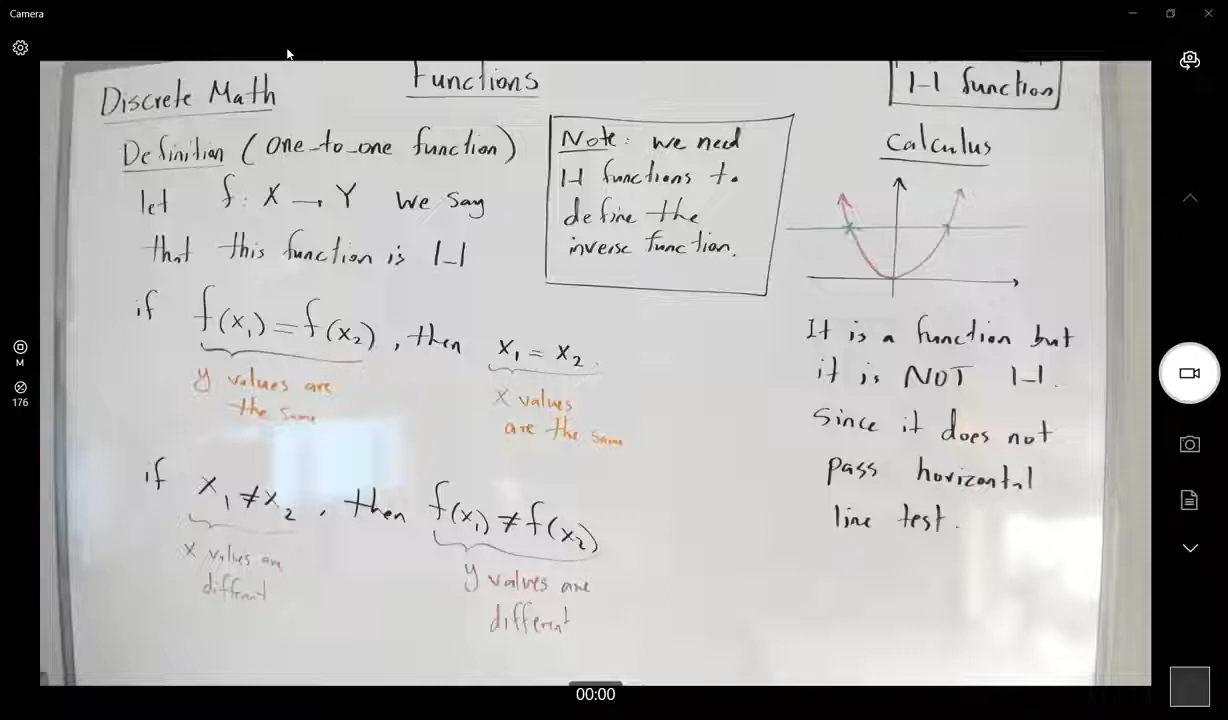 Camera
Discrete Math
Functions
1-1 function
Definition (one-to-one function)
let f: X → Y we say
that this function is 1-1
if f(x₁) = f(x₂), then x₁ = x₂.
y values are
the same
x values
are the same
if x₁ ≠ x₂, then f(x₁) ≠ f(x₂)
x values are
different
y values are
different
Note: we need
1-1 functions to
define the
inverse function.
Calculus
It is a function but
it is NOT 1-1.
Since it does not
pass horizontal
line test.
M
176
00:00